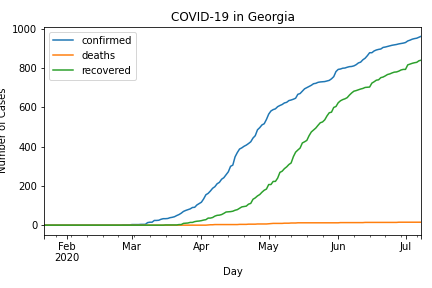 COVID-19 in Georgia
confirmed
deaths
recovered
1000
800
600
400
200
0
Number of Cases
Feb
2020
Mar
Apr
May
Jun
Jul
Day